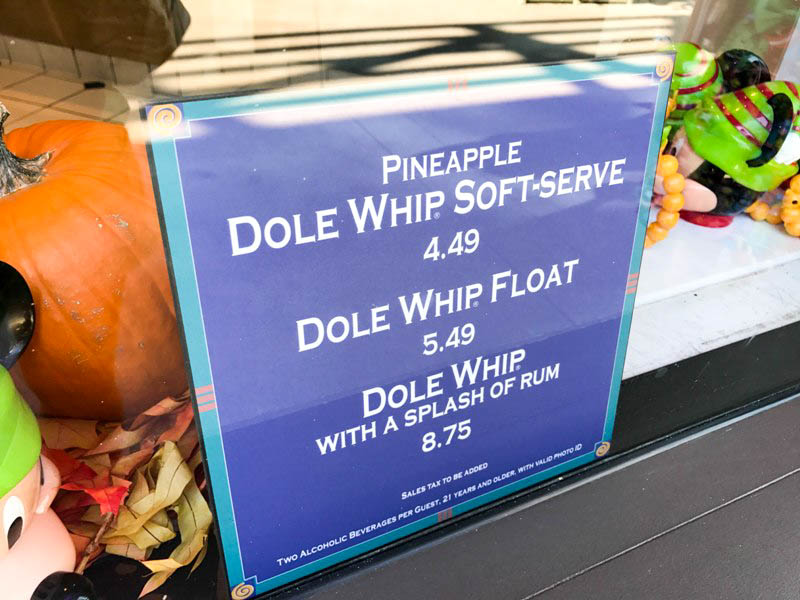 PINEAPPLE
DOLE WHIP® SOFT-SERVE
4.49
DOLE WHIP® FLOAT
5.49
DOLE WHIP®
WITH A SPLASH OF RUM
8.75
SALES TAX TO BE ADDED
TWO ALCOHOLIC BEVERAGES PER GUEST, 21 YEARS AND OLDER, WITH VALID PHOTO ID